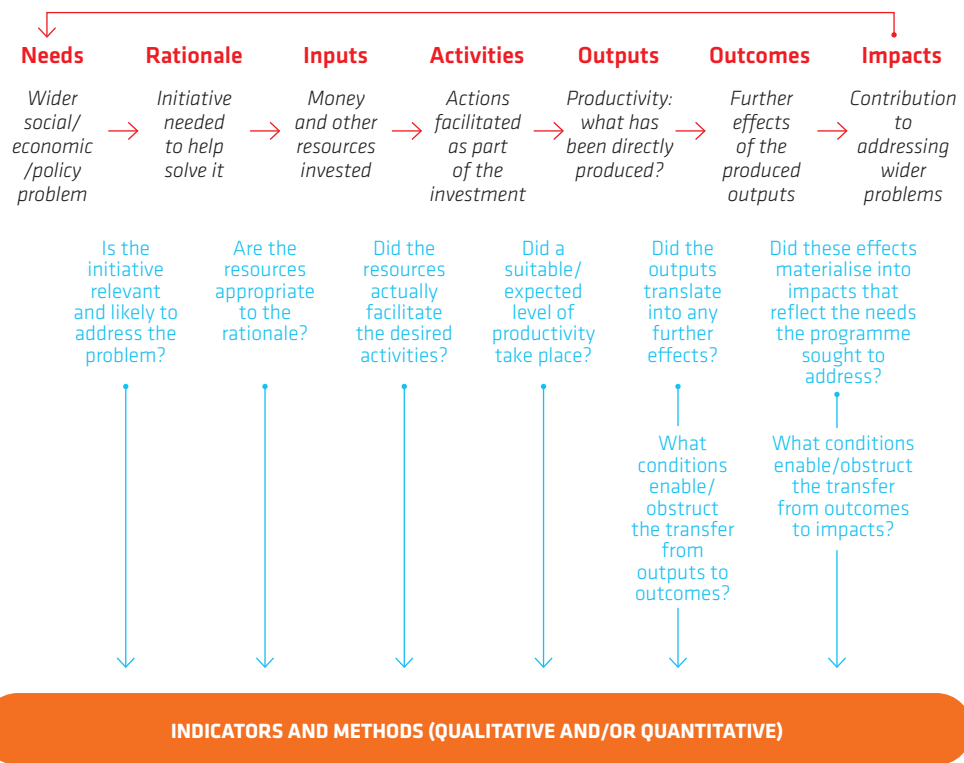 Needs
Rationale
Inputs
Activities
Outputs
Outcomes
Impacts
Wider
social/
economic
/policy
problem
Initiative
needed
to help
solve it
Money
and other
resources
invested
Actions
facilitated
as part
of the
investment
Productivity:
what has
been directly
produced?
Further
effects
of the
produced
outputs
Contribution
to
addressing
wider
problems
Is the
initiative
relevant
and likely to
address the
problem?
Are the
resources
appropriate
to the
rationale?
Did the
resources
actually
facilitate
the desired
activities?
Did a
suitable/
expected
level of
productivity
take place?
Did the
outputs
translate
into any
further
effects?
Did these effects
materialise into
impacts that
reflect the needs
the programme
sought to
address?
What
conditions
enable/
obstruct
the transfer
from
outputs to
outcomes?
What conditions
enable/obstruct
the transfer
from outcomes
to impacts?
INDICATORS AND METHODS (QUALITATIVE AND/OR QUANTITATIVE)